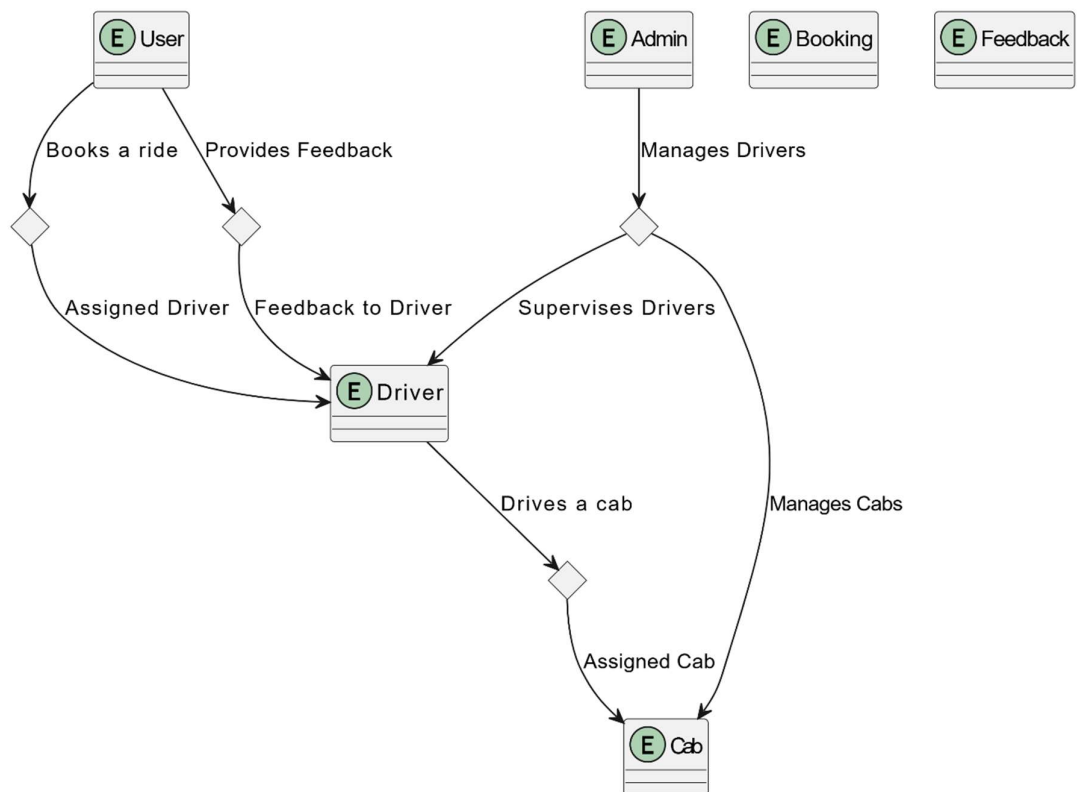 E User
E Admin
E Booking
E Feedback
Books a ride
Provides Feedback
Manages Drivers
Assigned Driver
Feedback to Driver
Supervises Drivers
E Driver
Drives a cab
Manages Cabs
Assigned Cab
E Cab